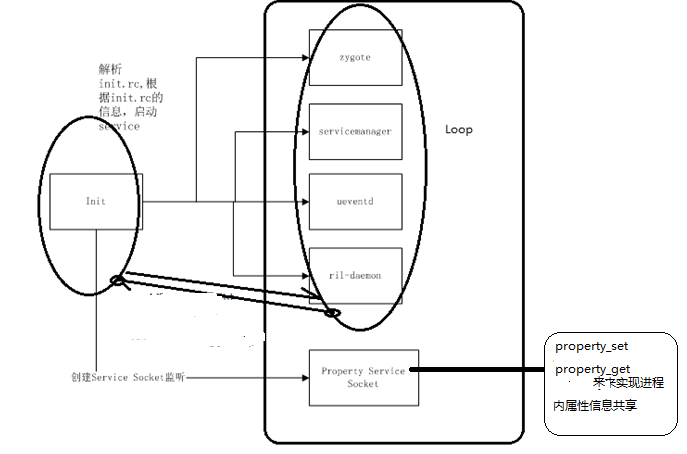 解析
init.rc,根
据init.rc的
信息，启动
service
zygote
servicemanager
Loop
Init
ueventd
ril-daemon
创建Service Socket监听
Property Service
Socket
property_set
property_get
实现进程
内属性信息共享